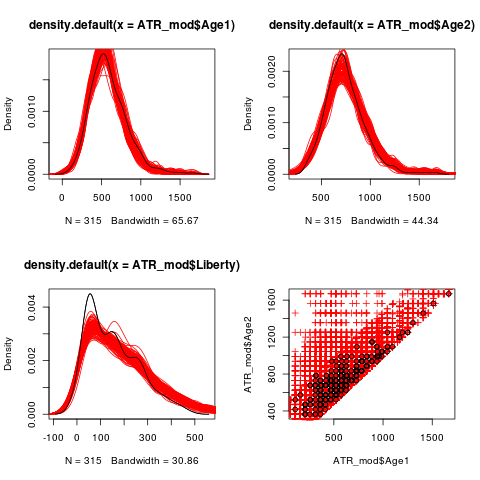 density.default(x = ATR_mod$Age1)
Density
0.0000
0.0010
0
500
1000
1500
N = 315 Bandwidth = 65.67
density.default(x = ATR_mod$Age2)
Density
0.0000
0.0010
0.0020
500
1000
1500
N = 315 Bandwidth = 44.34
density.default(x = ATR_mod$Liberty)
Density
0.000
0.002
0.004
-100
0
100
300
500
N = 315 Bandwidth = 30.86
ATR_mod$Age2
400
800
1200
1600
500
1000
1500
ATR_mod$Age1